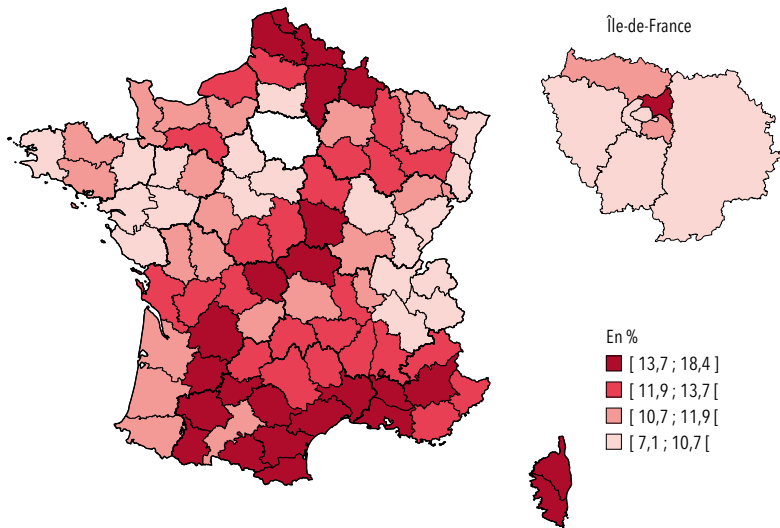 Île-de-France
En %
[ 13,7 ; 18,4 ]
[ 11,9 ; 13,7 [
[ 10,7 ; 11,9 [
[ 7,1 ; 10,7 [